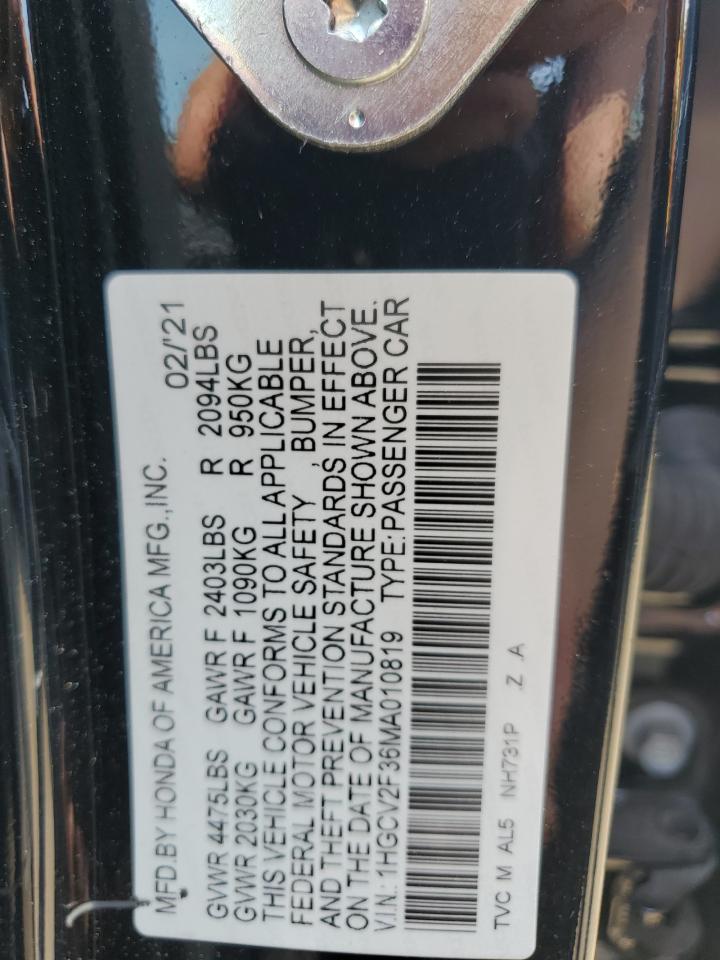 MFD.BY HONDA OF AMERICA MFG.,INC. 02/'21
GVWR 4475LBS GAWR F 2403LBS R 2094LBS
GVWR 2030KG GAWR F 1090KG R 950KG
THIS VEHICLE CONFORMS TO ALL APPLICABLE
FEDERAL MOTOR VEHICLE SAFETY , BUMPER,
AND THEFT PREVENTION STANDARDS IN EFFECT
ON THE DATE OF MANUFACTURE SHOWN ABOVE.
V.I.N.: 1HGCV2F36MA010819 TYPE:PASSENGER CAR
TVC M AL5 NH731P .Z .A